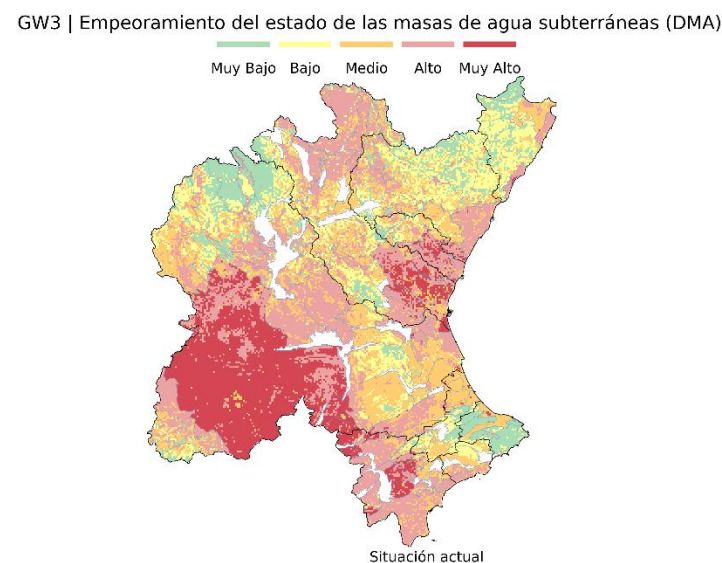 GW3 | Empeoramiento del estado de las masas de agua subterráneas (DMA)
Muy Bajo Bajo Medio Alto Muy Alto
Situación actual